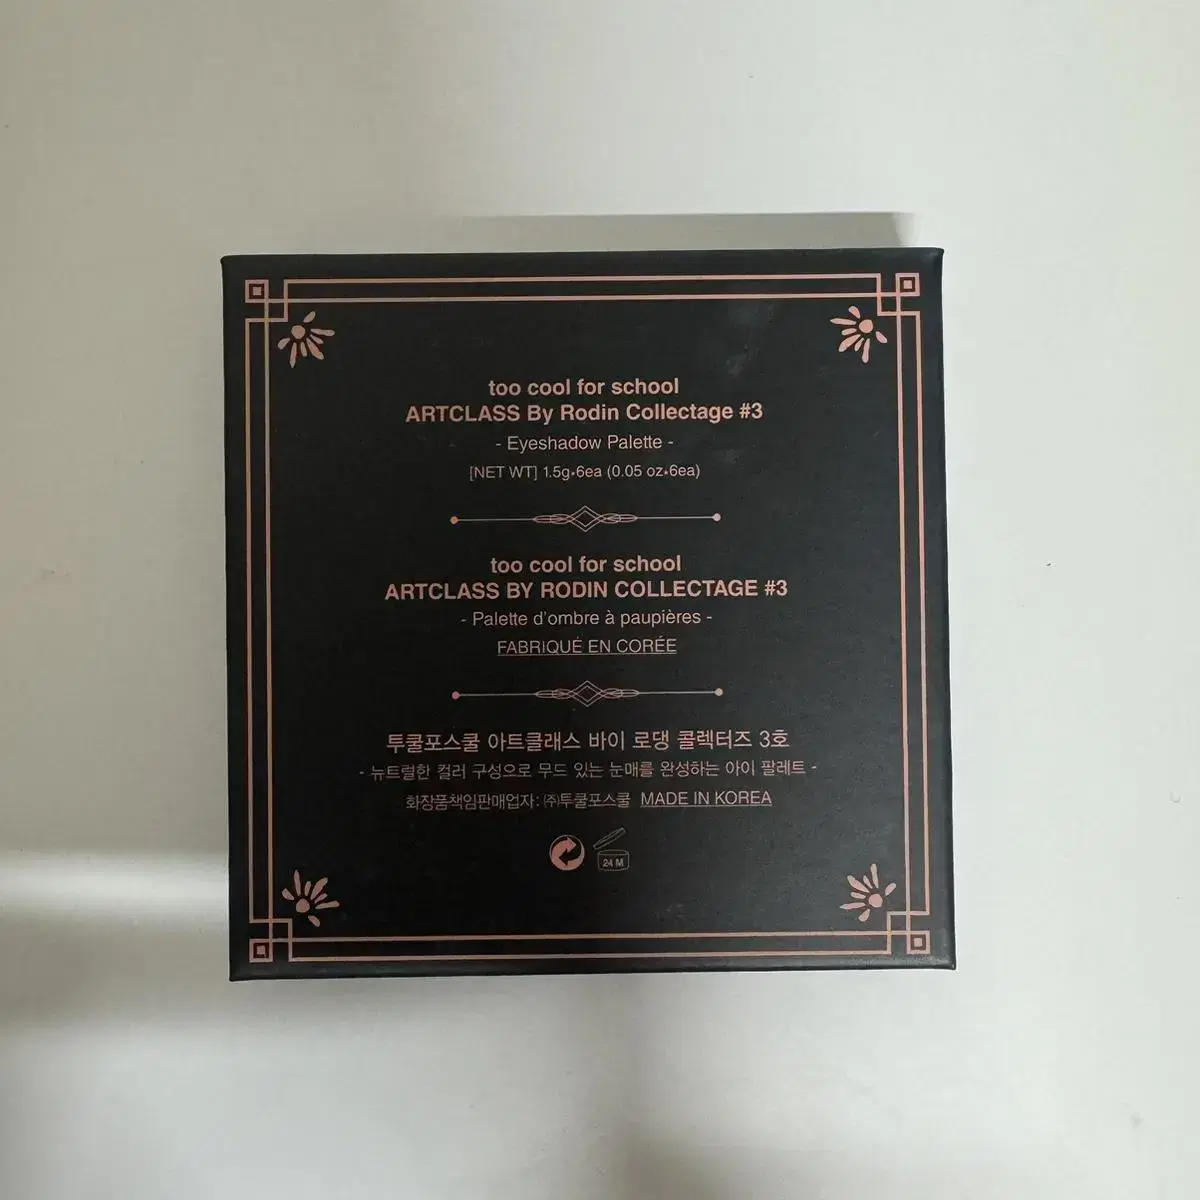 too cool for school
ARTCLASS By Rodin Collectage #3
- Eyeshadow Palette -
[NET WT] 1.5g*6ea (0.05 oz*6ea)
too cool for school
ARTCLASS BY RODIN COLLECTAGE #3
- Palette d'ombre à paupières -
FABRIQUÉ EN CORÉE
투쿨포스쿨 아트클래스 바이 로댕 콜렉터즈 3호
- 뉴트럴한 컬러 구성으로 무드 있는 눈매를 완성하는 아이 팔레트 -
화장품책임판매업자: ㈜투쿨포스쿨 MADE IN KOREA
24 M